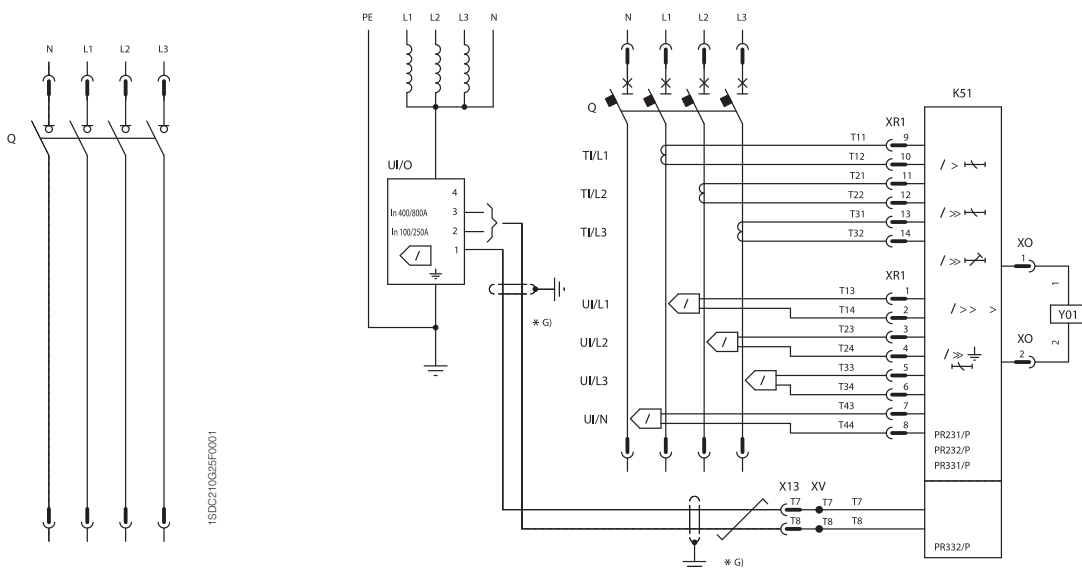 N L1 L2 L3
Q
1SDC210G25F0001
PE L1 L2 L3 N
UI/O
4
In 400/800A 3
In 100/250A 2
/ 1
* G)
N L1 L2 L3
Q
TI/L1
TI/L2
TI/L3
UI/L1
UI/L2
UI/L3
UI/N
/
/
/
/
XR1
T11 9
T12 10
T21 11
T22 12
T31 13
T32 14
XR1
T13 1
T14 2
T23 3
T24 4
T33 5
T34 6
T43 7
T44 8
K51
/ >
/ >>
/ >>
/ >> >
/ >>
PR231/P
PR232/P
PR331/P
PR332/P
XO
1
1
Y01
2
XO
2
X13 XV
T7 T7 T7
T8 T8 T8
* G)